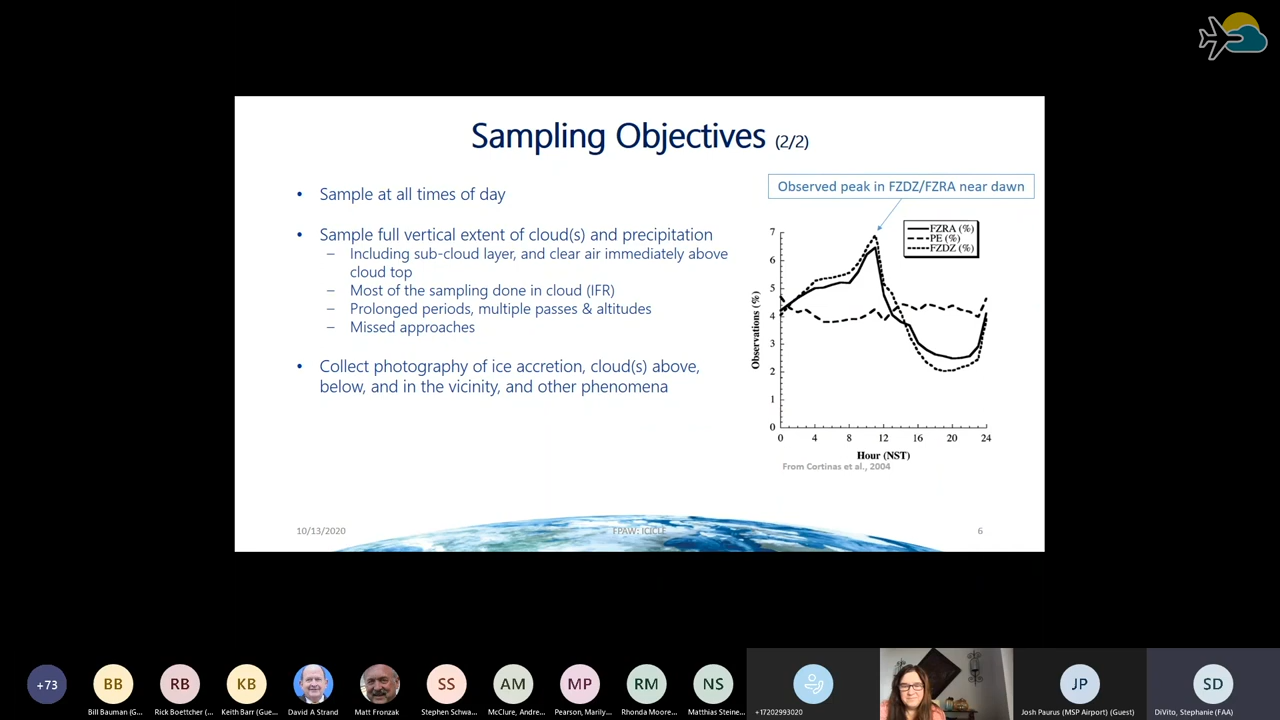 Sampling Objectives (2/2)
• Sample at all times of day
• Sample full vertical extent of cloud(s) and precipitation
– Including sub-cloud layer, and clear air immediately above
cloud top
– Most of the sampling done in cloud (IFR)
– Prolonged periods, multiple passes & altitudes
– Missed approaches
• Collect photography of ice accretion, cloud(s) above,
below, and in the vicinity, and other phenomena
Observed peak in FZDZ/FZRA near dawn
FZRA (%)
PE (%)
FZDZ (%)
Observations (%)
7
6
5
4
3
2
1
0
0 4 8 12 16 20 24
Hour (NST)
From Cortinas et al., 2004
10/13/2020
FPAW: ICICLE
6
+73
BB
RB
KB
SS
AM
MP
RM
NS
JP
SD
Bill Bauman (G...
Rick Boettcher (...
Keith Barr (Gue...
David A Strand
Matt Fronzak
Stephen Schwa...
McClure, Andre...
Pearson, Marily...
Rhonda Moore...
Matthias Steine...
+17202993020
Josh Paurus (MSP Airport) (Guest)
DiVito, Stephanie (FAA)